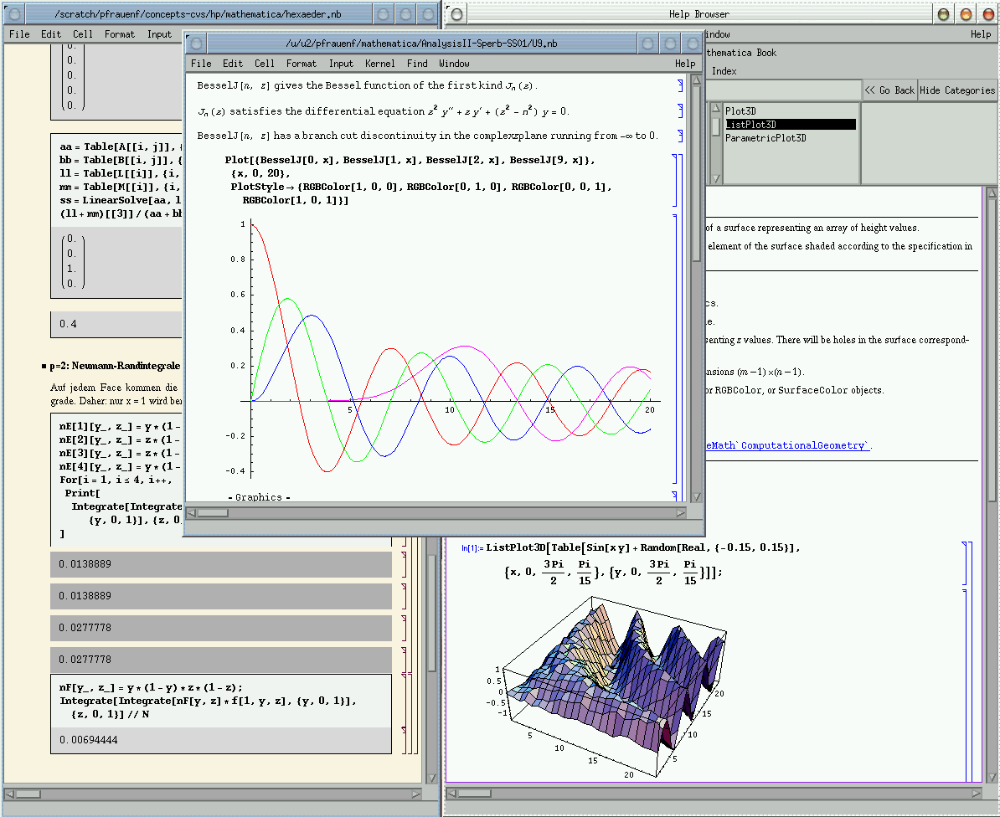 /scratch/pfrauenf/concepts-cvs/hp/mathematica/hexaeder.nb
File Edit Cell Format Input
0.
0.
0.
0.
0.
aa = Table[A[[i, j]], {
bb = Table[B[[i, j]], {
ll = Table[L[[i]], {i,
mm = Table[M[[i]], {i,
ss = LinearSolve[aa, l
(ll + mm)[[3]] / (aa + bb
0.
0.
1.
0.
0.4
p=2: Neumann-Randintegrale
Auf jedem Face kommen die
grade. Daher: nur x = 1 wird ber
nE[1][y_, z_] = y * (1 -
nE[2][y_, z_] = z * (1 -
nE[3][y_, z_] = z * (1 -
nE[4][y_, z_] = y * (1 -
For[i = 1, i ≤ 4, i++,
Print[
Integrate[Integrate
{y, 0, 1}], {z, 0.
]
0.0138889
0.0138889
0.0277778
0.0277778
nF[y_, z_] = y * (1 - y) * z * (1 - z);
Integrate[Integrate[nF[y, z] * f[1, y, z], {y, 0, 1}],
{z, 0, 1}] // N
0.00694444
/u/u2/pfrauenf/mathematica/AnalysisII-Sperb-SS01/U9.nb
File Edit Cell Format Input Kernel Find Window Help
BesselJ[n, z] gives the Bessel function of the first kind Jn (z).
Jn (z) satisfies the differential equation z² y″ + z y′ + (z² - n²) y = 0.
BesselJ[n, z] has a branch cut discontinuity in the complexzplane running from -∞ to 0.
Plot[{BesselJ[0, x], BesselJ[1, x], BesselJ[2, x], BesselJ[9, x]},
{x, 0, 20},
PlotStyle → {RGBColor[1, 0, 0], RGBColor[0, 1, 0], RGBColor[0, 0, 1],
RGBColor[1, 0, 1]}]
1
0.8
0.6
0.4
0.2
5 10 15 20
-0.2
-0.4
- Graphics -
Help Browser
indow Help
thematica Book
Index
<< Go Back Hide Categories
Plot3D
ListPlot3D
ParametricPlot3D
of a surface representing an array of height values.
element of the surface shaded according to the specification in
cs.
le.
senting z values. There will be holes in the surface correspond-
nsions (m - 1) × (n - 1).
or RGBColor, or SurfaceColor objects.
eMath`ComputationalGeometry`.
In[1]:= ListPlot3D[Table[Sin[x y] + Random[Real, {-0.15, 0.15}],
{x, 0, 3 Pi/2, Pi/15}, {y, 0, 3 Pi/2, Pi/15}]];
1
0.5
0
-0.5
-1
5
10
15
20
5
10
15
20